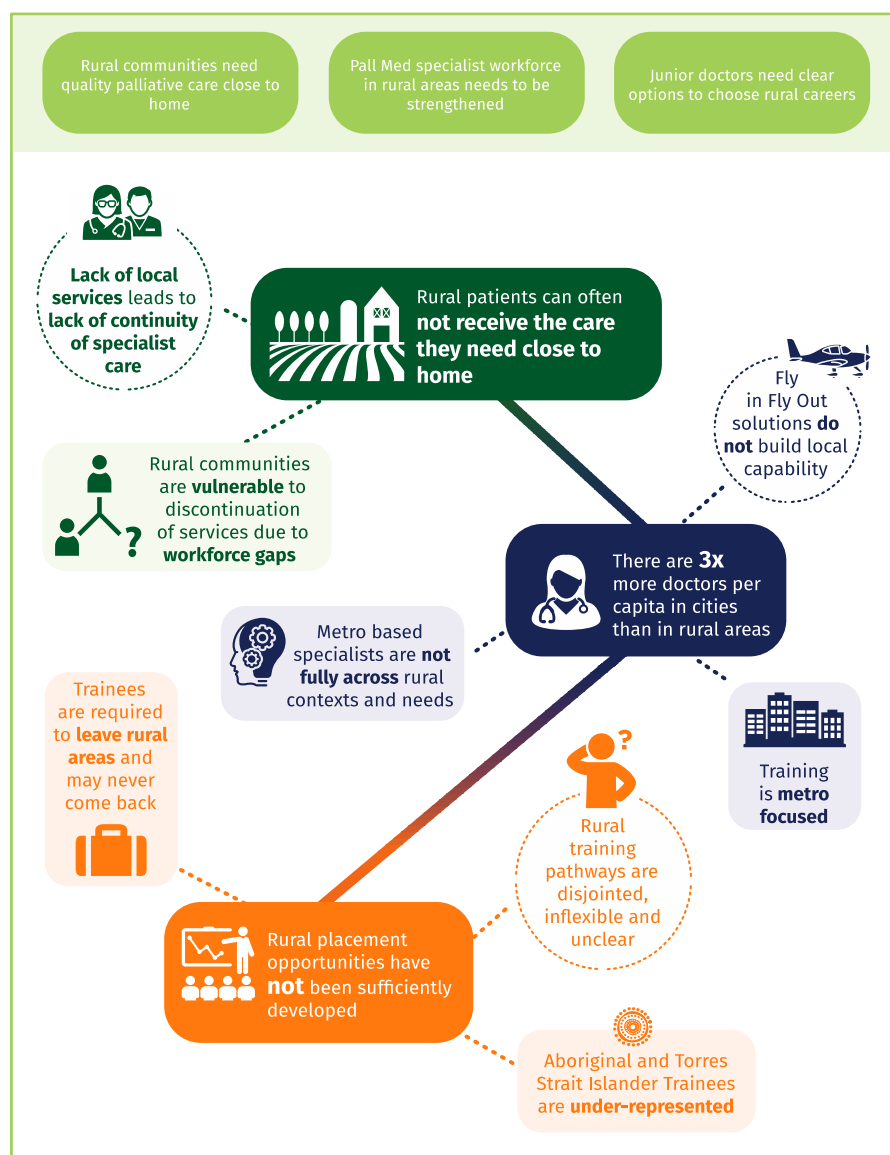 Rural communities need
quality palliative care close to
home
Pall Med specialist workforce
in rural areas needs to be
strengthened
Junior doctors need clear
options to choose rural careers
Lack of local
services leads to
lack of continuity
of specialist
care
Rural patients can often
not receive the care
they need close to
home
Fly
in Fly Out
solutions do
not build local
capability
Rural communities
are vulnerable to
discontinuation
of services due to
workforce gaps
?
There are 3x
more doctors per
capita in cities
than in rural areas
Metro based
specialists are not
fully across rural
contexts and needs
Trainees
are required
to leave rural
areas and
may never
come back
Training
is metro
focused
?
Rural
training
pathways are
disjointed,
inflexible and
unclear
Rural placement
opportunities have
not been sufficiently
developed
Aboriginal and Torres
Strait Islander Trainees
are under-represented